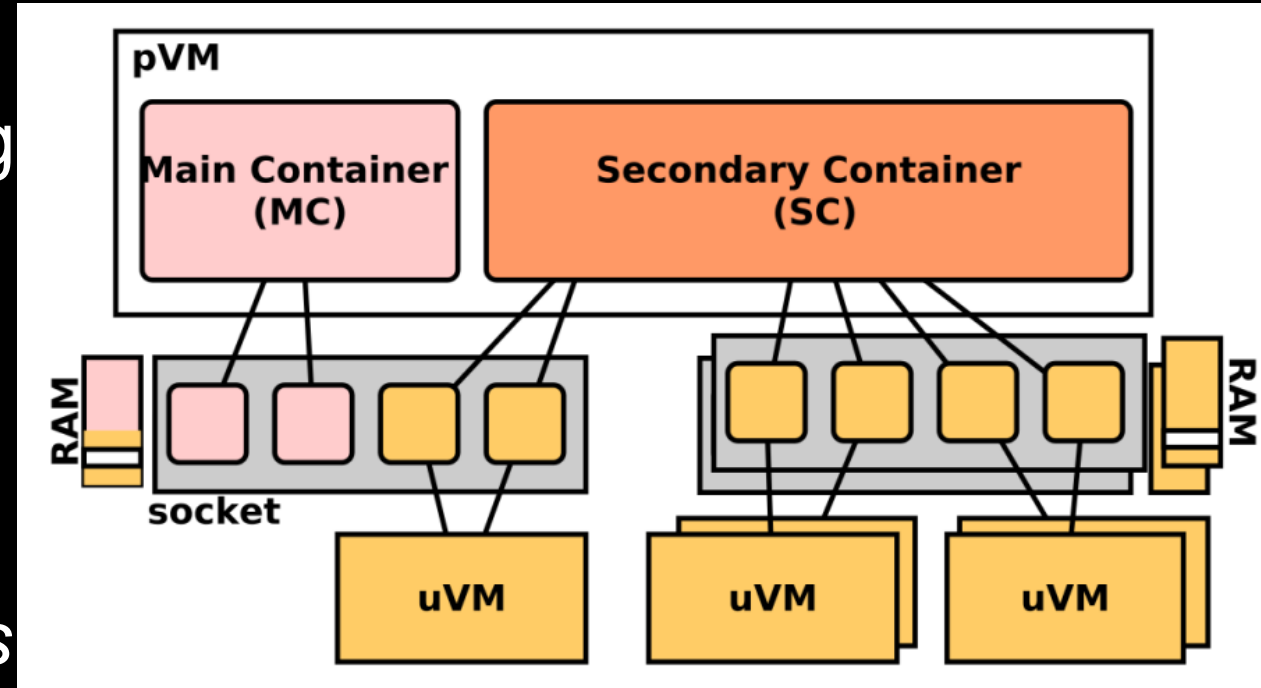 g
pVM
Main Container
(MC)
Secondary Container
(SC)
RAM
RAM
socket
uVM
uVM
uVM
s